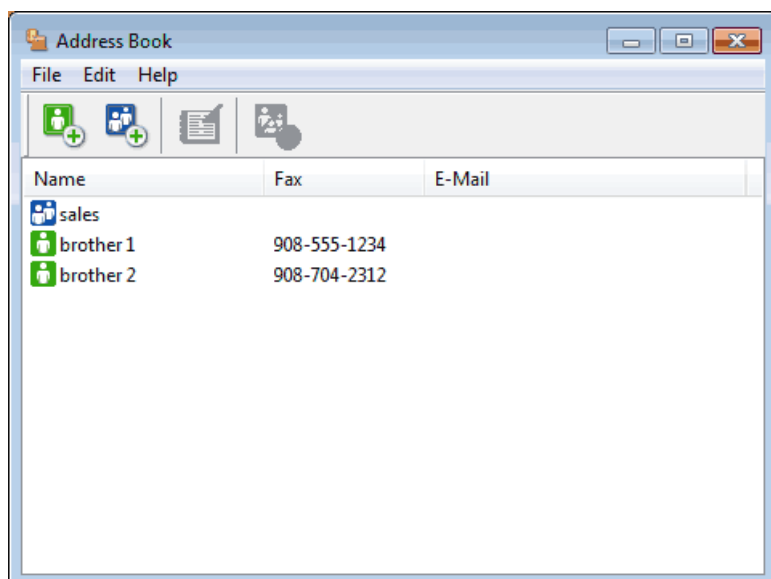 Address Book
File Edit Help
Name Fax E-Mail
sales
brother 1 908-555-1234
brother 2 908-704-2312